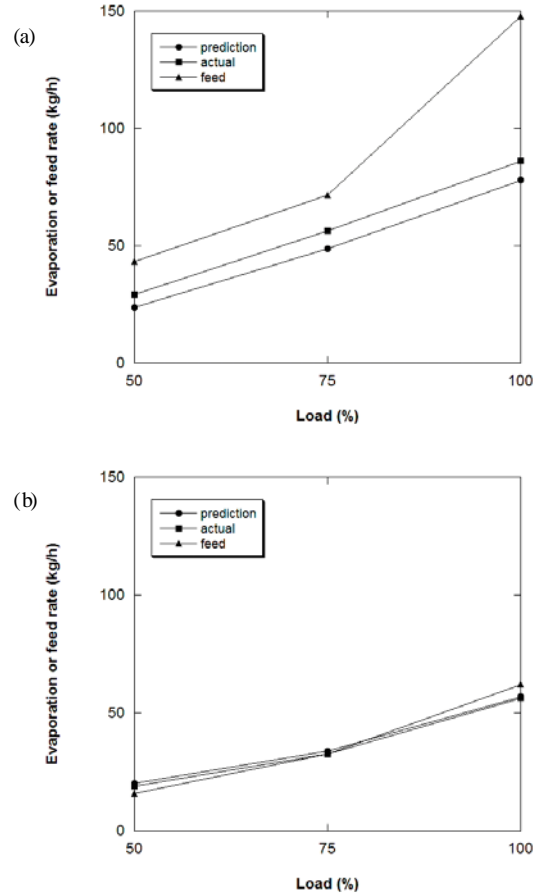 (a)
150
prediction
actual
feed
100
Evaporation or feed rate (kg/h)
50
0
50
75
100
Load (%)
(b)
150
prediction
actual
feed
100
Evaporation or feed rate (kg/h)
50
0
50
75
100
Load (%)